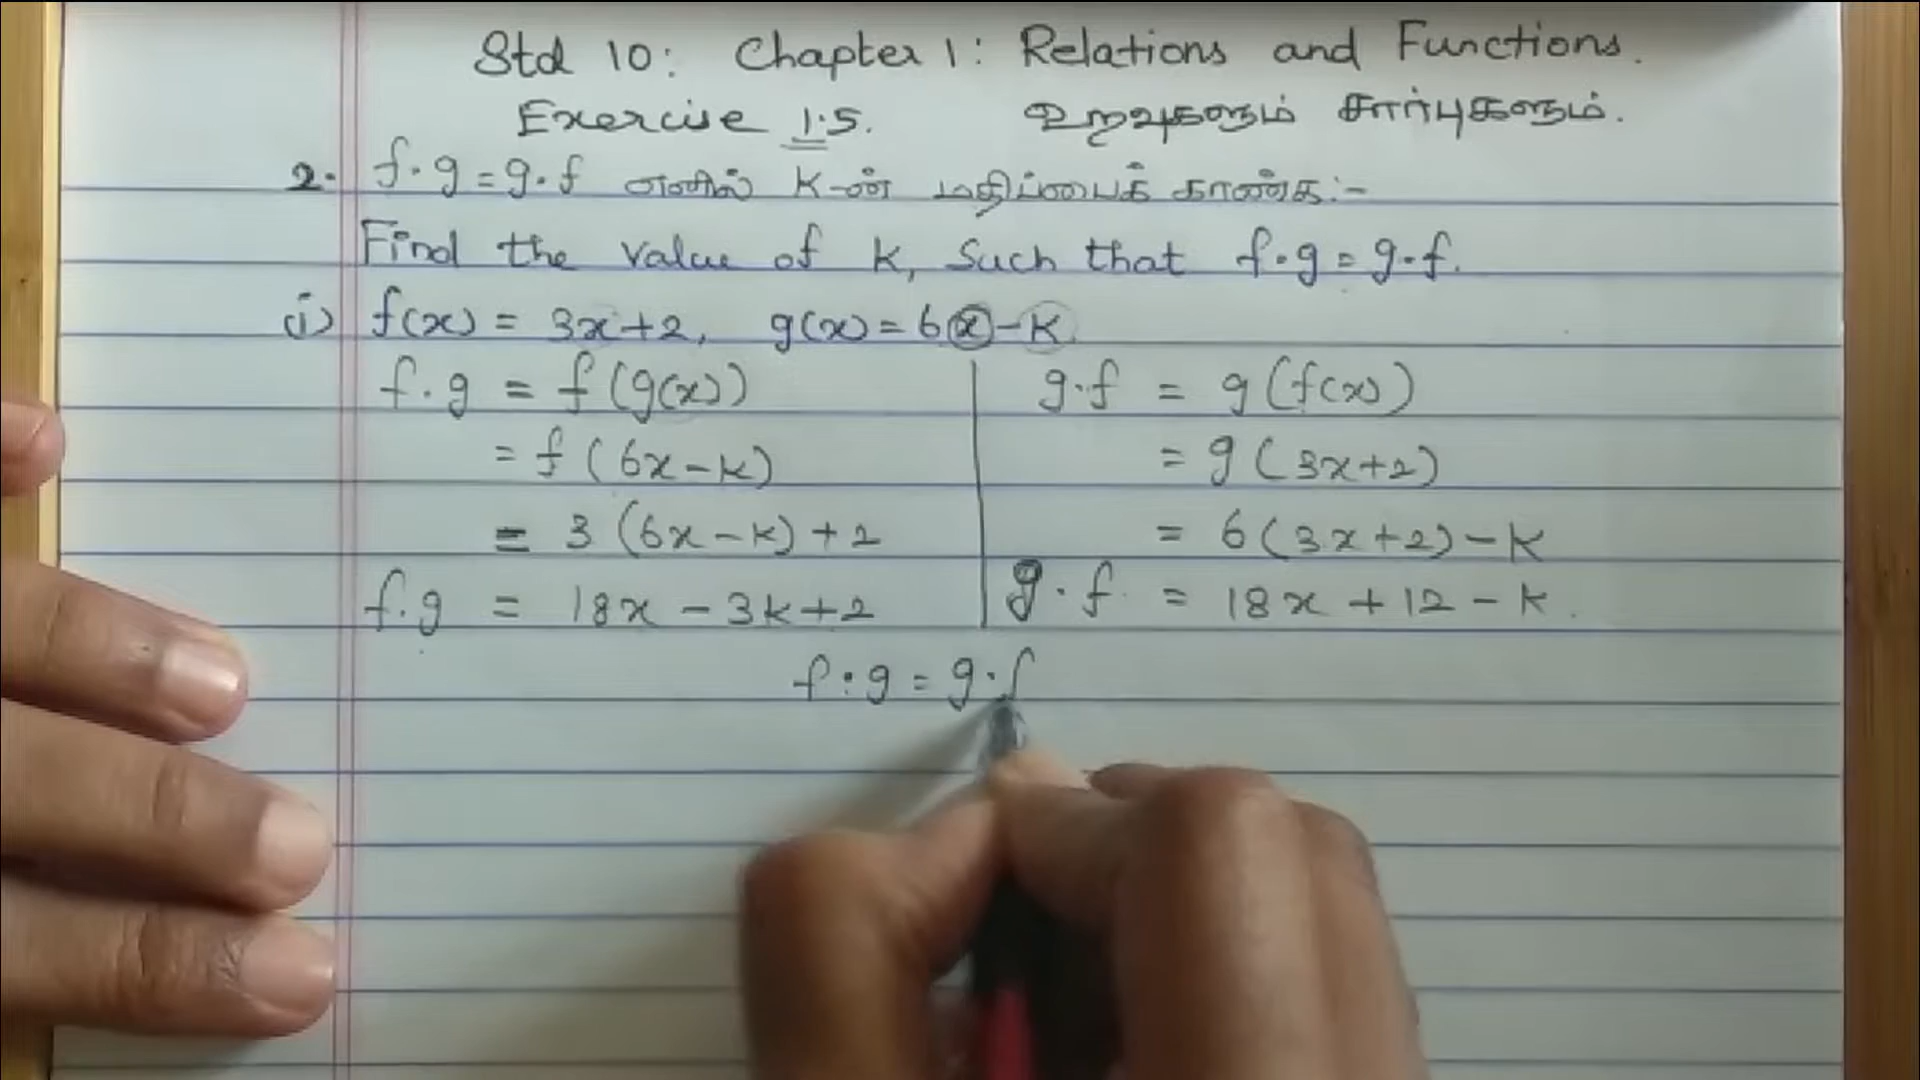 Std 10: Chapter 1: Relations and Functions.
Exercise 1.5. உறவுகளும் சார்புகளும்.
2. f·g = g·f எனில் K-ன் மதிப்பைக் காண்க:-
Find the value of K, Such that f·g = g·f.
(i) f(x) = 3x+2, g(x) = 6x-K
f·g = f(g(x))
= f(6x-K)
= 3(6x-K)+2
f·g = 18x - 3K+2
g·f = g(f(x))
= g(3x+2)
= 6(3x+2)-K
g·f = 18x + 12 - K.
f·g = g·f